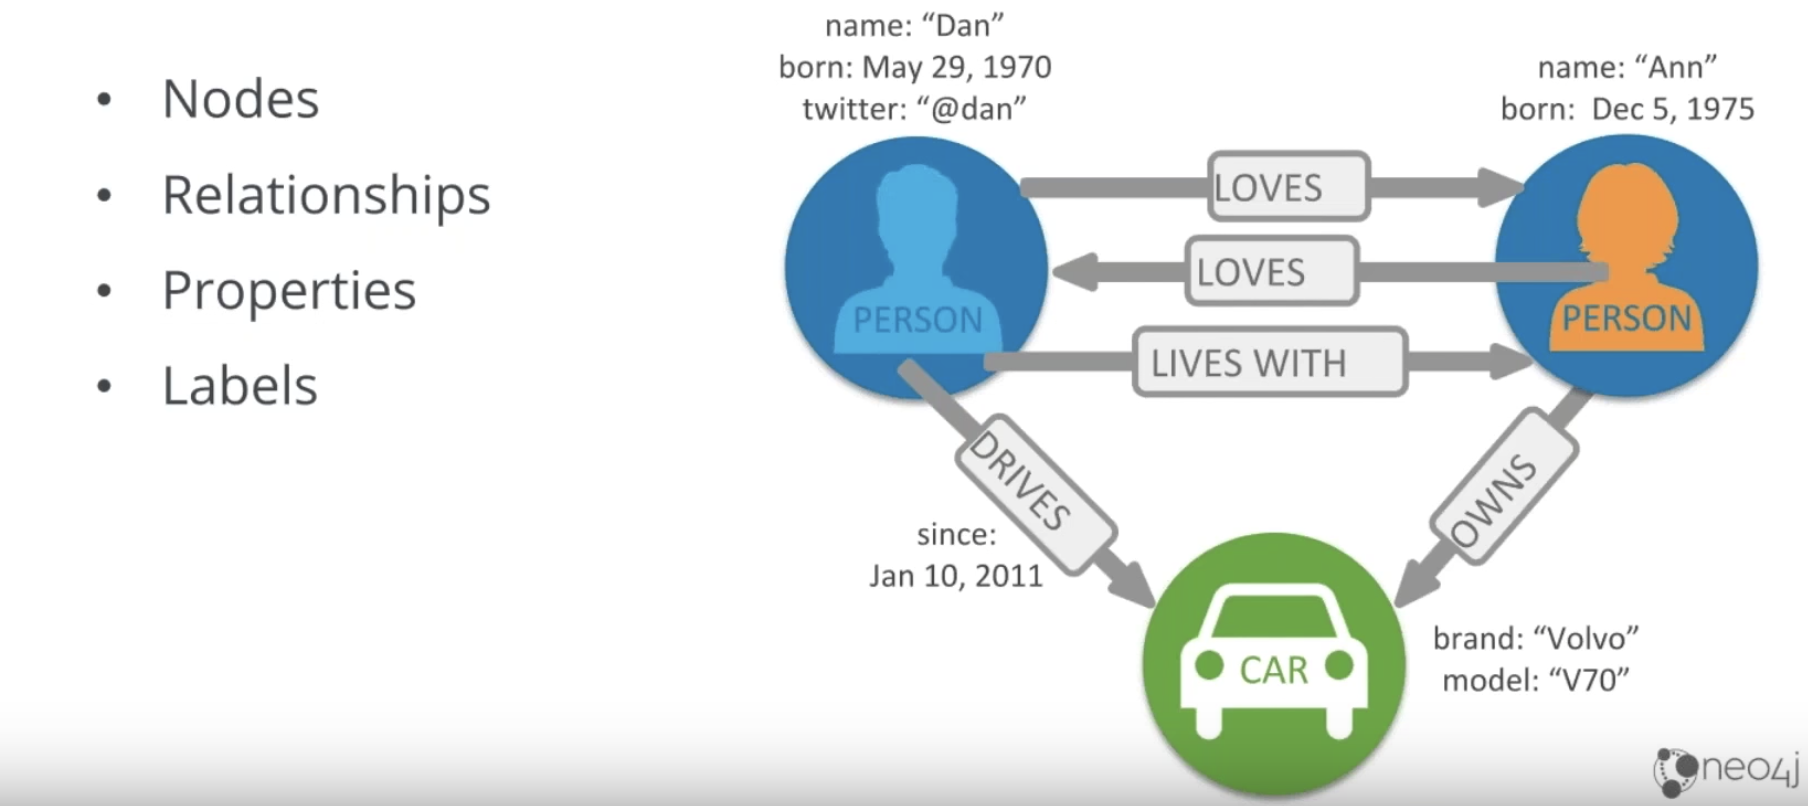 • Nodes
• Relationships
• Properties
• Labels
name: “Dan”
born: May 29, 1970
twitter: “@dan”
name: “Ann”
born:  Dec 5, 1975
LOVES
LOVES
PERSON
PERSON
LIVES WITH
DRIVES
OWNS
since:
Jan 10, 2011
CAR
brand: “Volvo”
model: “V70”
neo4j